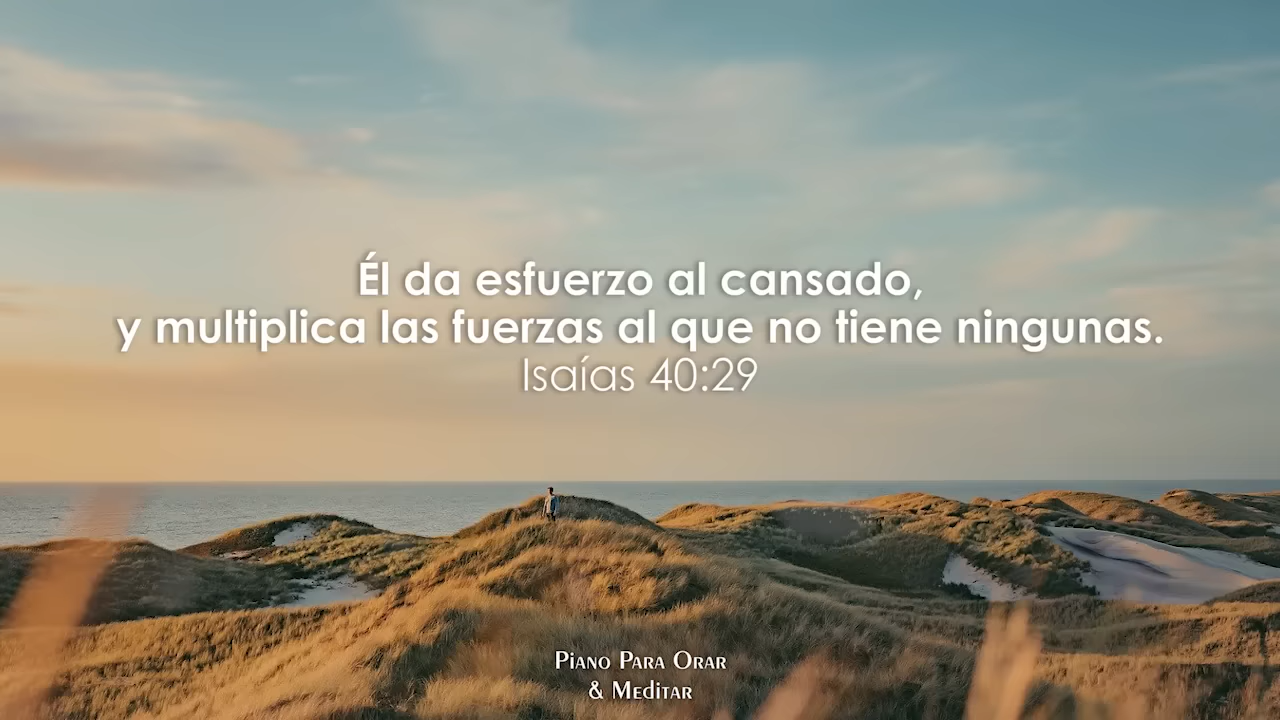 Él da esfuerzo al cansado,
y multiplica las fuerzas al que no tiene ningunas.
Isaías 40:29
Piano Para Orar
& Meditar